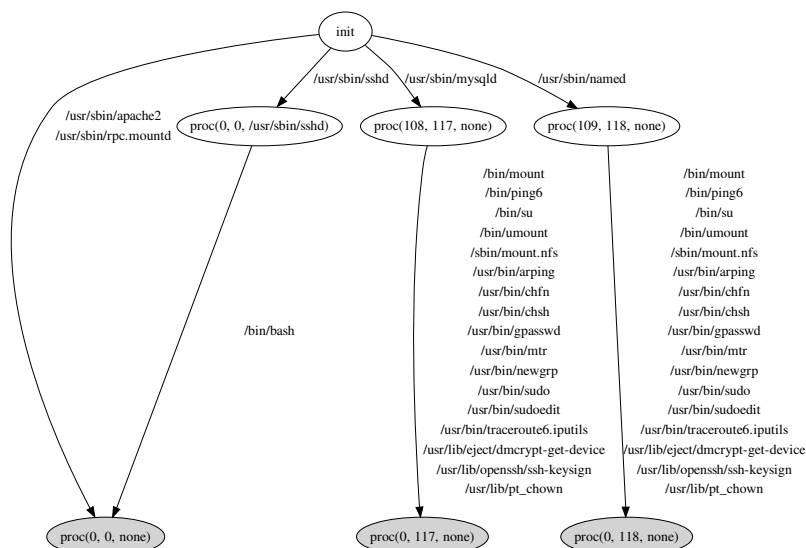 init
/usr/sbin/sshd
/usr/sbin/mysqld
/usr/sbin/named
/usr/sbin/apache2
/usr/sbin/rpc.mountd
proc(0, 0, /usr/sbin/sshd)
proc(108, 117, none)
proc(109, 118, none)
/bin/bash
/bin/mount
/bin/ping6
/bin/su
/bin/umount
/sbin/mount.nfs
/usr/bin/arping
/usr/bin/chfn
/usr/bin/chsh
/usr/bin/gpasswd
/usr/bin/mtr
/usr/bin/newgrp
/usr/bin/sudo
/usr/bin/sudoedit
/usr/bin/traceroute6.iputils
/usr/lib/eject/dmcrypt-get-device
/usr/lib/openssh/ssh-keysign
/usr/lib/pt_chown
/bin/mount
/bin/ping6
/bin/su
/bin/umount
/sbin/mount.nfs
/usr/bin/arping
/usr/bin/chfn
/usr/bin/chsh
/usr/bin/gpasswd
/usr/bin/mtr
/usr/bin/newgrp
/usr/bin/sudo
/usr/bin/sudoedit
/usr/bin/traceroute6.iputils
/usr/lib/eject/dmcrypt-get-device
/usr/lib/openssh/ssh-keysign
/usr/lib/pt_chown
proc(0, 0, none)
proc(0, 117, none)
proc(0, 118, none)